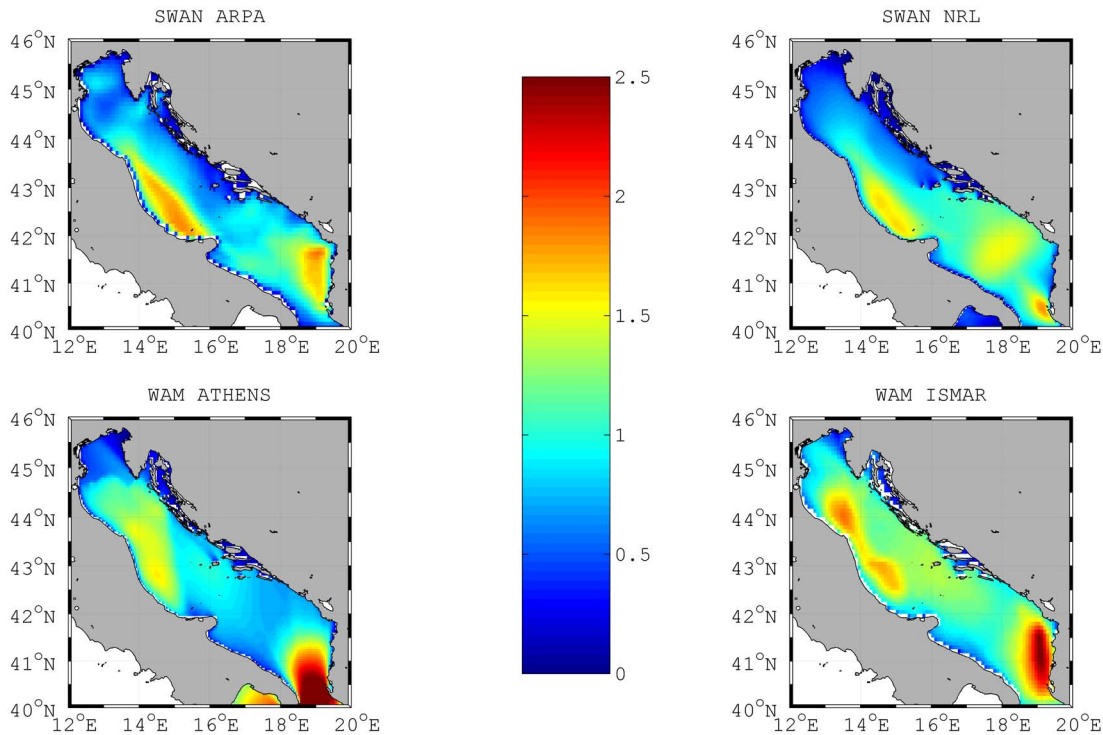 SWAN ARPA
46°N
45°N
44°N
43°N
42°N
41°N
40°N
12°E 14°E 16°E 18°E 20°E
SWAN NRL
46°N
45°N
44°N
43°N
42°N
41°N
40°N
12°E 14°E 16°E 18°E 20°E
2.5
2
1.5
1
0.5
0
WAM ATHENS
46°N
45°N
44°N
43°N
42°N
41°N
40°N
12°E 14°E 16°E 18°E 20°E
WAM ISMAR
46°N
45°N
44°N
43°N
42°N
41°N
40°N
12°E 14°E 16°E 18°E 20°E